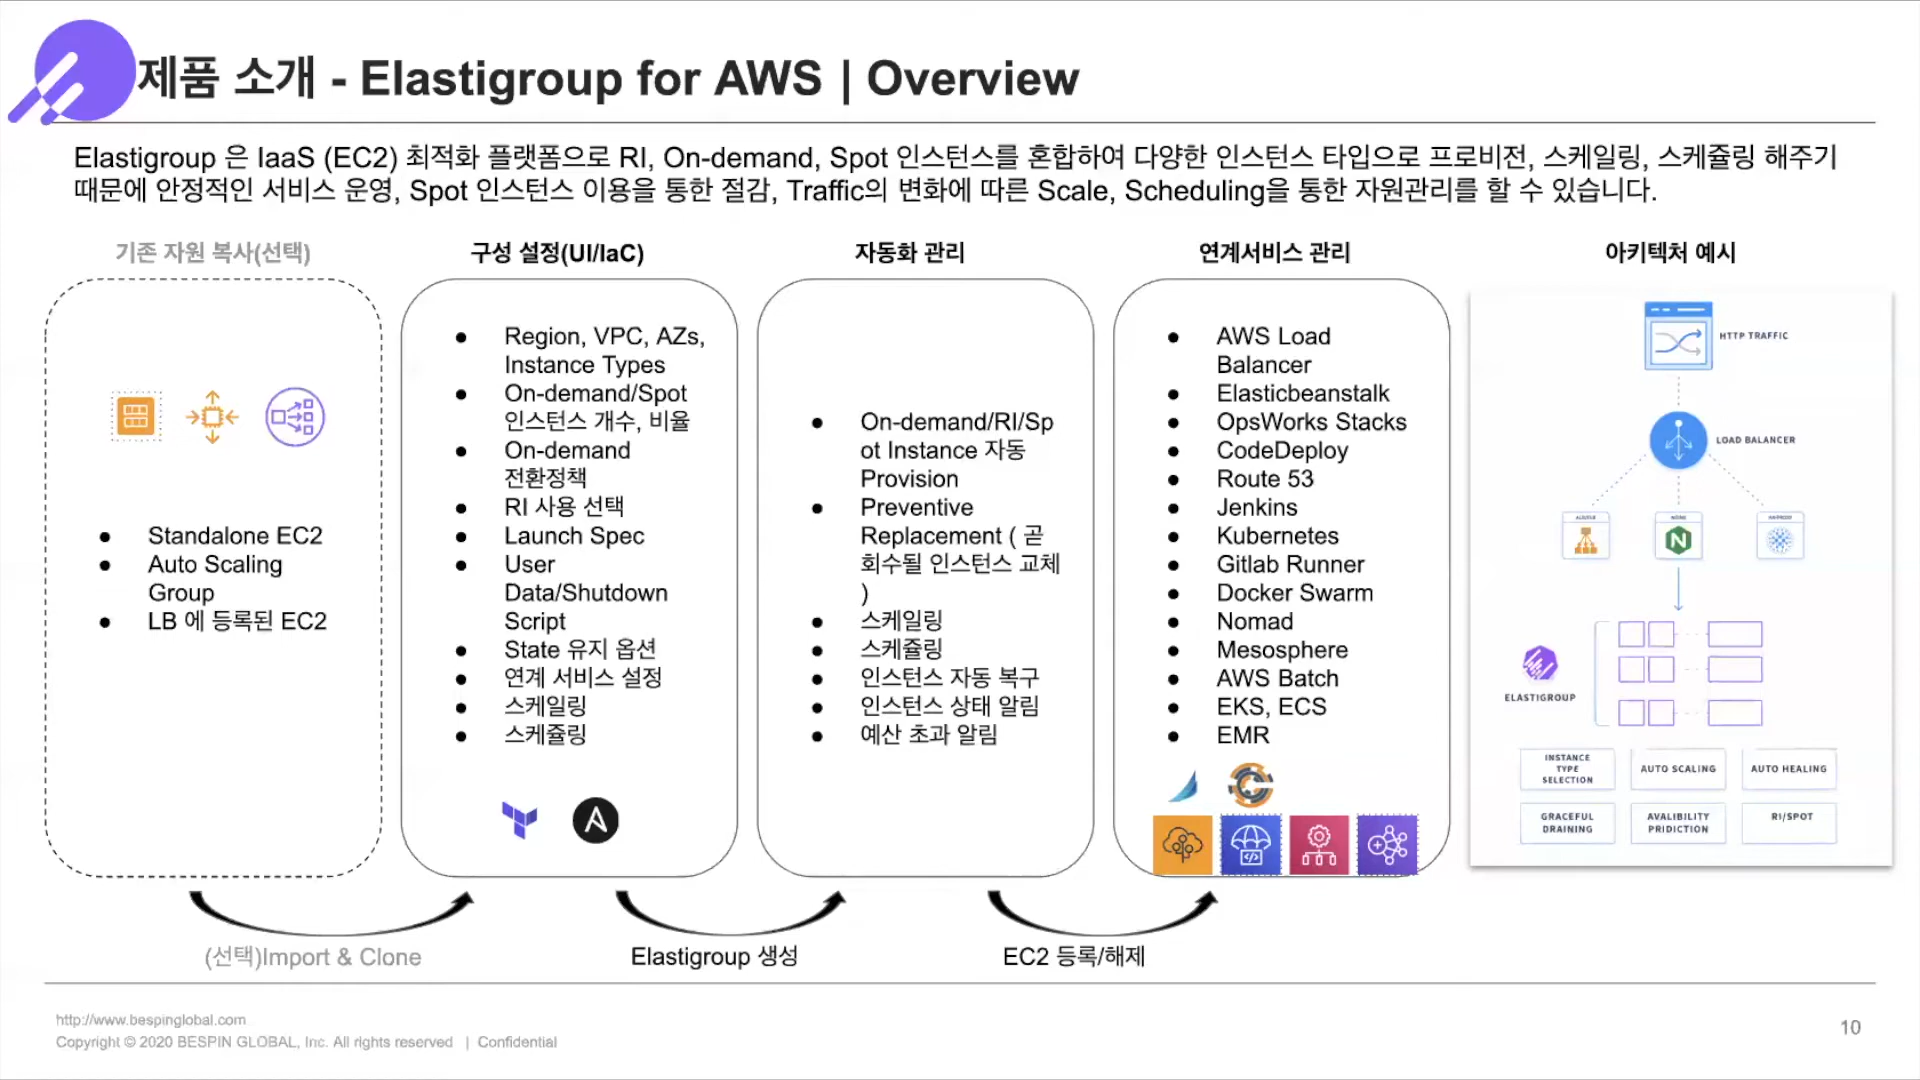 제품 소개 - Elastigroup for AWS | Overview
Elastigroup 은 IaaS (EC2) 최적화 플랫폼으로 RI, On-demand, Spot 인스턴스를 혼합하여 다양한 인스턴스 타입으로 프로비전, 스케일링, 스케쥴링 해주기
때문에 안정적인 서비스 운영, Spot 인스턴스 이용을 통한 절감, Traffic의 변화에 따른 Scale, Scheduling을 통한 자원관리를 할 수 있습니다.
기존 자원 복사(선택)
● Standalone EC2
● Auto Scaling
Group
● LB 에 등록된 EC2
구성 설정(UI/IaC)
● Region, VPC, AZs,
Instance Types
● On-demand/Spot
인스턴스 개수, 비율
● On-demand
전환정책
● RI 사용 선택
● Launch Spec
● User
Data/Shutdown
Script
● State 유지 옵션
● 연계 서비스 설정
● 스케일링
● 스케쥴링
자동화 관리
● On-demand/RI/Sp
ot Instance 자동
Provision
● Preventive
Replacement ( 곧
회수될 인스턴스 교체
)
● 스케일링
● 스케쥴링
● 인스턴스 자동 복구
● 인스턴스 상태 알림
● 예산 초과 알림
연계서비스 관리
● AWS Load
Balancer
● Elasticbeanstalk
● OpsWorks Stacks
● CodeDeploy
● Route 53
● Jenkins
● Kubernetes
● Gitlab Runner
● Docker Swarm
● Nomad
● Mesosphere
● AWS Batch
● EKS, ECS
● EMR
아키텍처 예시
HTTP TRAFFIC
LOAD BALANCER
ELASTIGROUP
INSTANCE
TYPE
SELECTION
AUTO SCALING
AUTO HEALING
GRACEFUL
DRAINING
AVALIBILITY
PRIDICTION
RI/SPOT
(선택)Import & Clone
Elastigroup 생성
EC2 등록/해제
http://www.bespinglobal.com
Copyright © 2020 BESPIN GLOBAL, Inc. All rights reserved | Confidential
10